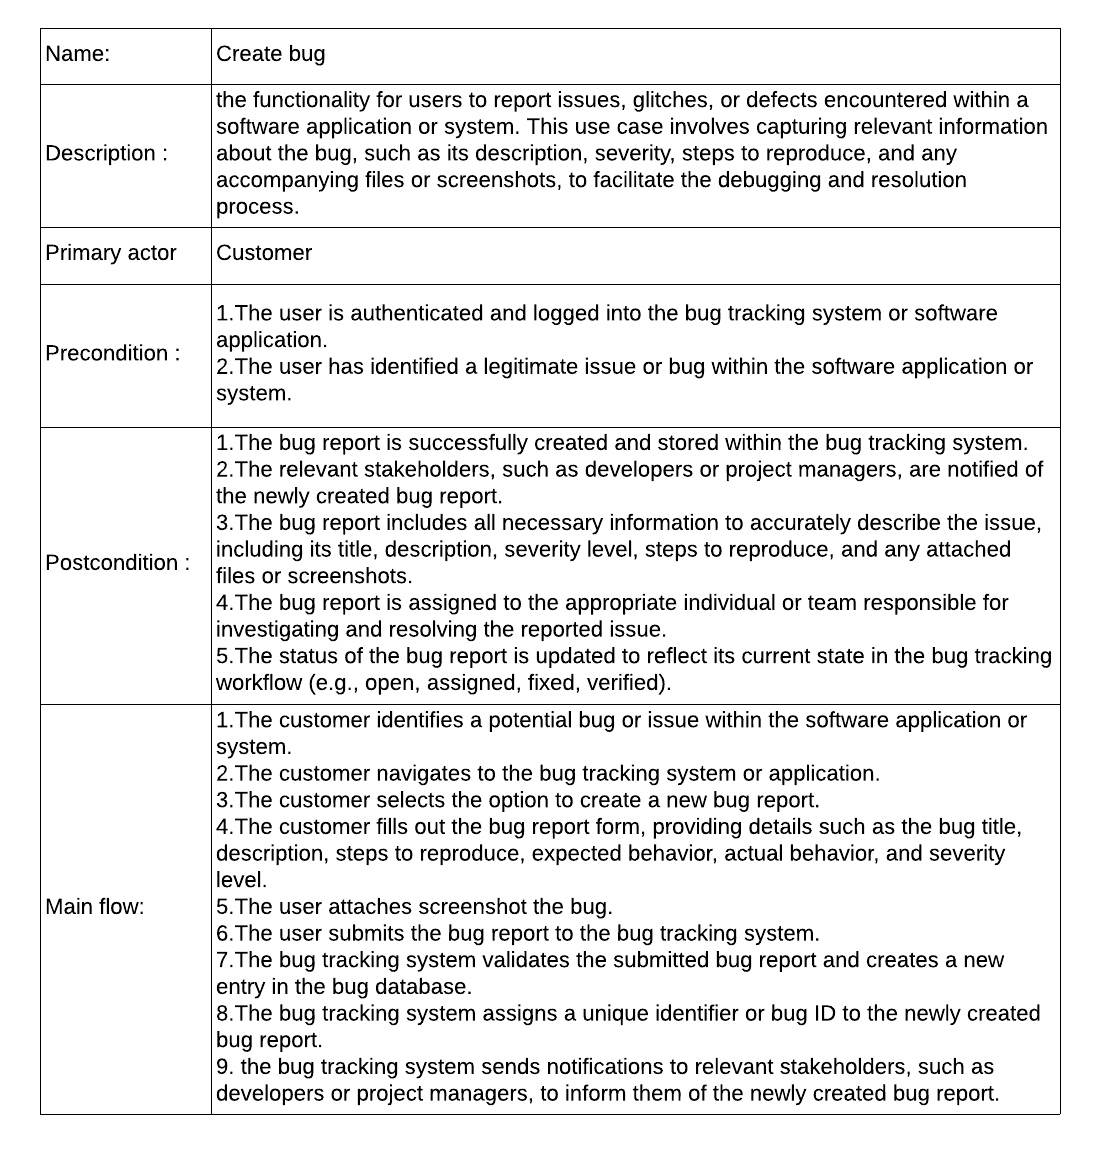 Name:
Create bug
Description :
the functionality for users to report issues, glitches, or defects encountered within a
software application or system. This use case involves capturing relevant information
about the bug, such as its description, severity, steps to reproduce, and any
accompanying files or screenshots, to facilitate the debugging and resolution
process.
Primary actor
Customer
Precondition :
1.The user is authenticated and logged into the bug tracking system or software
application.
2.The user has identified a legitimate issue or bug within the software application or
system.
Postcondition :
1.The bug report is successfully created and stored within the bug tracking system.
2.The relevant stakeholders, such as developers or project managers, are notified of
the newly created bug report.
3.The bug report includes all necessary information to accurately describe the issue,
including its title, description, severity level, steps to reproduce, and any attached
files or screenshots.
4.The bug report is assigned to the appropriate individual or team responsible for
investigating and resolving the reported issue.
5.The status of the bug report is updated to reflect its current state in the bug tracking
workflow (e.g., open, assigned, fixed, verified).
Main flow:
1.The customer identifies a potential bug or issue within the software application or
system.
2.The customer navigates to the bug tracking system or application.
3.The customer selects the option to create a new bug report.
4.The customer fills out the bug report form, providing details such as the bug title,
description, steps to reproduce, expected behavior, actual behavior, and severity
level.
5.The user attaches screenshot the bug.
6.The user submits the bug report to the bug tracking system.
7.The bug tracking system validates the submitted bug report and creates a new
entry in the bug database.
8.The bug tracking system assigns a unique identifier or bug ID to the newly created
bug report.
9. the bug tracking system sends notifications to relevant stakeholders, such as
developers or project managers, to inform them of the newly created bug report.